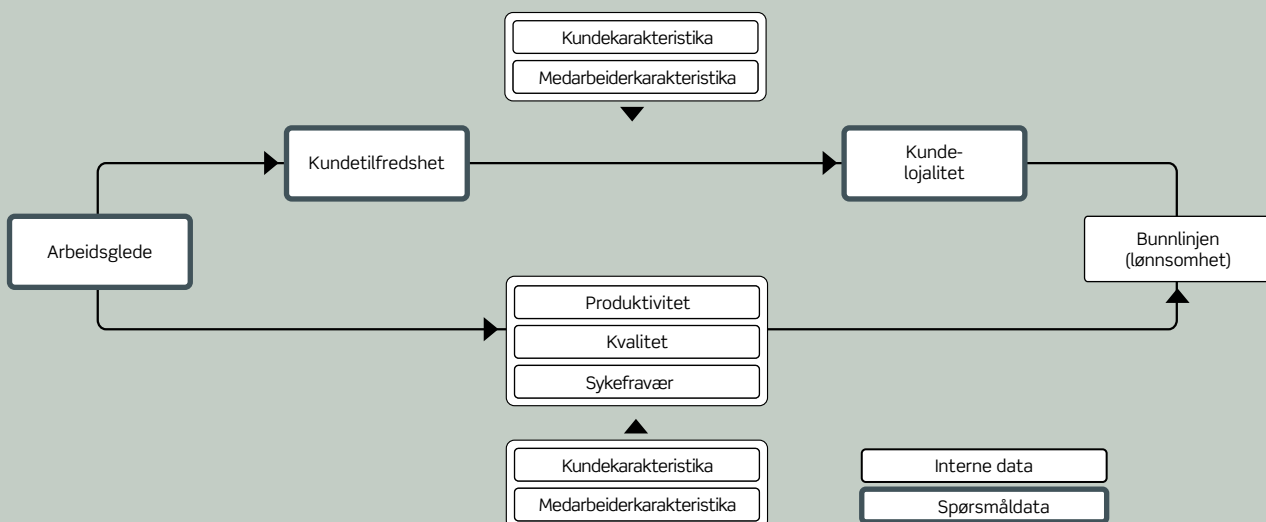 Kundekarakteristika
Medarbeiderkarakteristika
Kundetilfredshet
Kunde-
lojalitet
Arbeidsglede
Bunnlinjen
(lønnsomhet)
Produktivitet
Kvalitet
Sykefravær
Kundekarakteristika
Medarbeiderkarakteristika
Interne data
Spørsmåldata